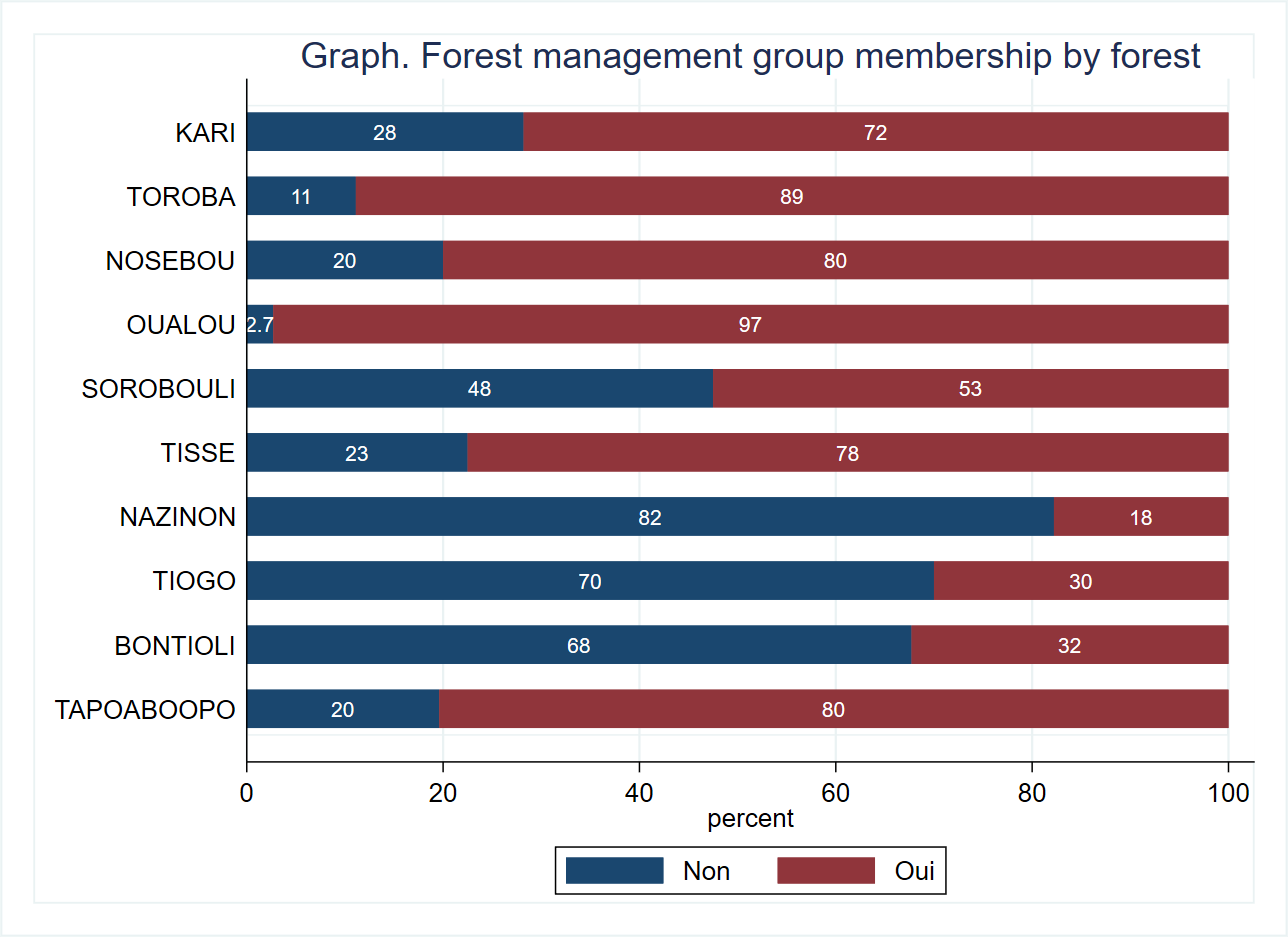 Graph. Forest management group membership by forest
KARI 28 72
TOROBA 11 89
NOSEBOU 20 80
OUALOU 2.7 97
SOROBOULI 48 53
TISSE 23 78
NAZINON 82 18
TIOGO 70 30
BONTIOLI 68 32
TAPOABOOPO 20 80
0 20 40 60 80 100
percent
Non Oui